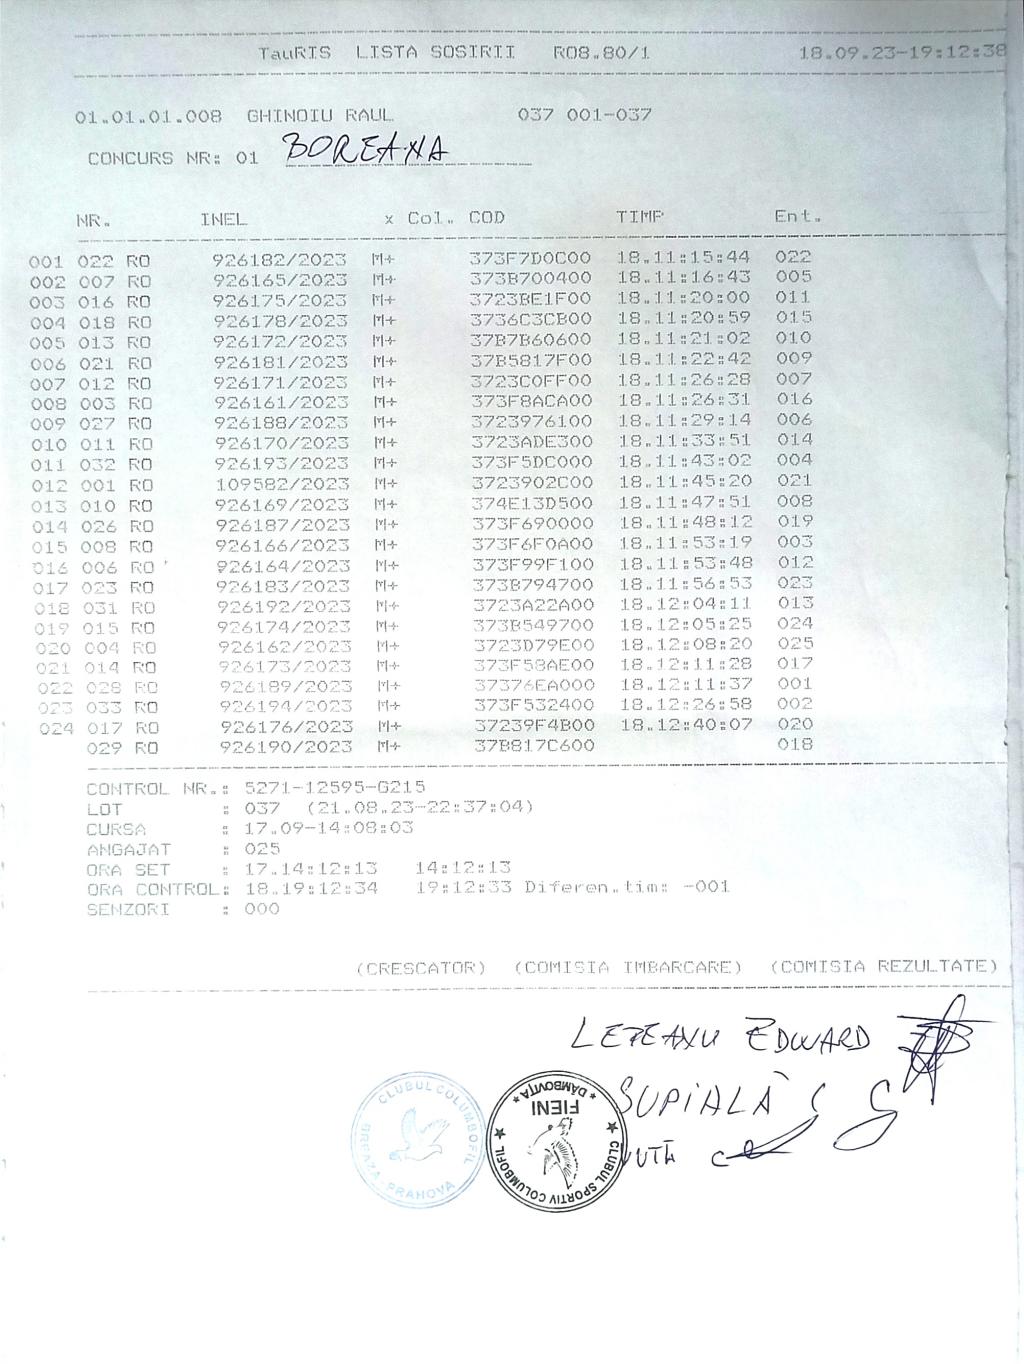 TauRIS LISTA SOSIRII RO8.80/1 18.09.23-19:12:38
01.01.01.008 GHINOIU RAUL 037 001-037
CONCURS NR: 01 BOREANA
NR. INEL x Col. COD TIMP Ent.
001 022 RO 926182/2023 M+ 373F7D0C00 18.11:15:44 022
002 007 RO 926165/2023 M+ 373B700400 18.11:16:43 005
003 016 RO 926175/2023 M+ 3723BE1F00 18.11:20:00 011
004 018 RO 926178/2023 M+ 3736C3CB00 18.11:20:59 015
005 013 RO 926172/2023 M+ 37B7B60600 18.11:21:02 010
006 021 RO 926181/2023 M+ 37B5817F00 18.11:22:42 009
007 012 RO 926171/2023 M+ 3723C0FF00 18.11:26:28 007
008 003 RO 926161/2023 M+ 373F8ACA00 18.11:26:31 016
009 027 RO 926188/2023 M+ 3723976100 18.11:29:14 006
010 011 RO 926170/2023 M+ 3723ADE300 18.11:33:51 014
011 032 RO 926193/2023 M+ 373F5DC000 18.11:43:02 004
012 001 RO 109582/2023 M+ 3723902C00 18.11:45:20 021
013 010 RO 926169/2023 M+ 374E13D500 18.11:47:51 008
014 026 RO 926187/2023 M+ 373F690000 18.11:48:12 019
015 008 RO 926166/2023 M+ 373F6F0A00 18.11:53:19 003
016 006 RO 926164/2023 M+ 373F99F100 18.11:53:48 012
017 023 RO 926183/2023 M+ 373B794700 18.11:56:53 023
018 031 RO 926192/2023 M+ 3723A22A00 18.12:04:11 013
019 015 RO 926174/2023 M+ 373B549700 18.12:05:25 024
020 004 RO 926162/2023 M+ 3723D79E00 18.12:08:20 025
021 014 RO 926173/2023 M+ 373F58AE00 18.12:11:28 017
022 028 RO 926189/2023 M+ 37376EA000 18.12:11:37 001
023 033 RO 926194/2023 M+ 373F532400 18.12:26:58 002
024 017 RO 926176/2023 M+ 37239F4B00 18.12:40:07 020
029 RO 926190/2023 M+ 37B817C600 018
CONTROL NR.: 5271-12595-G215
LOT : 037 (21.08.23-22:37:04)
CURSA : 17.09-14:08:03
ANGAJAT : 025
ORA SET : 17.14:12:13 14:12:13
ORA CONTROL: 18.19:12:34 19:12:33 Diferen.tim: -001
SENZORI : 000
(CRESCATOR) (COMISIA IMBARCARE) (COMISIA REZULTATE)
EDWARD
SUPIALĂ
CLUBUL COLUMBOFIL
BREAZA - PRAHOVA
CLUBUL SPORTIV COLUMBOFIL
FIENI
* DÂMBOVIȚA *